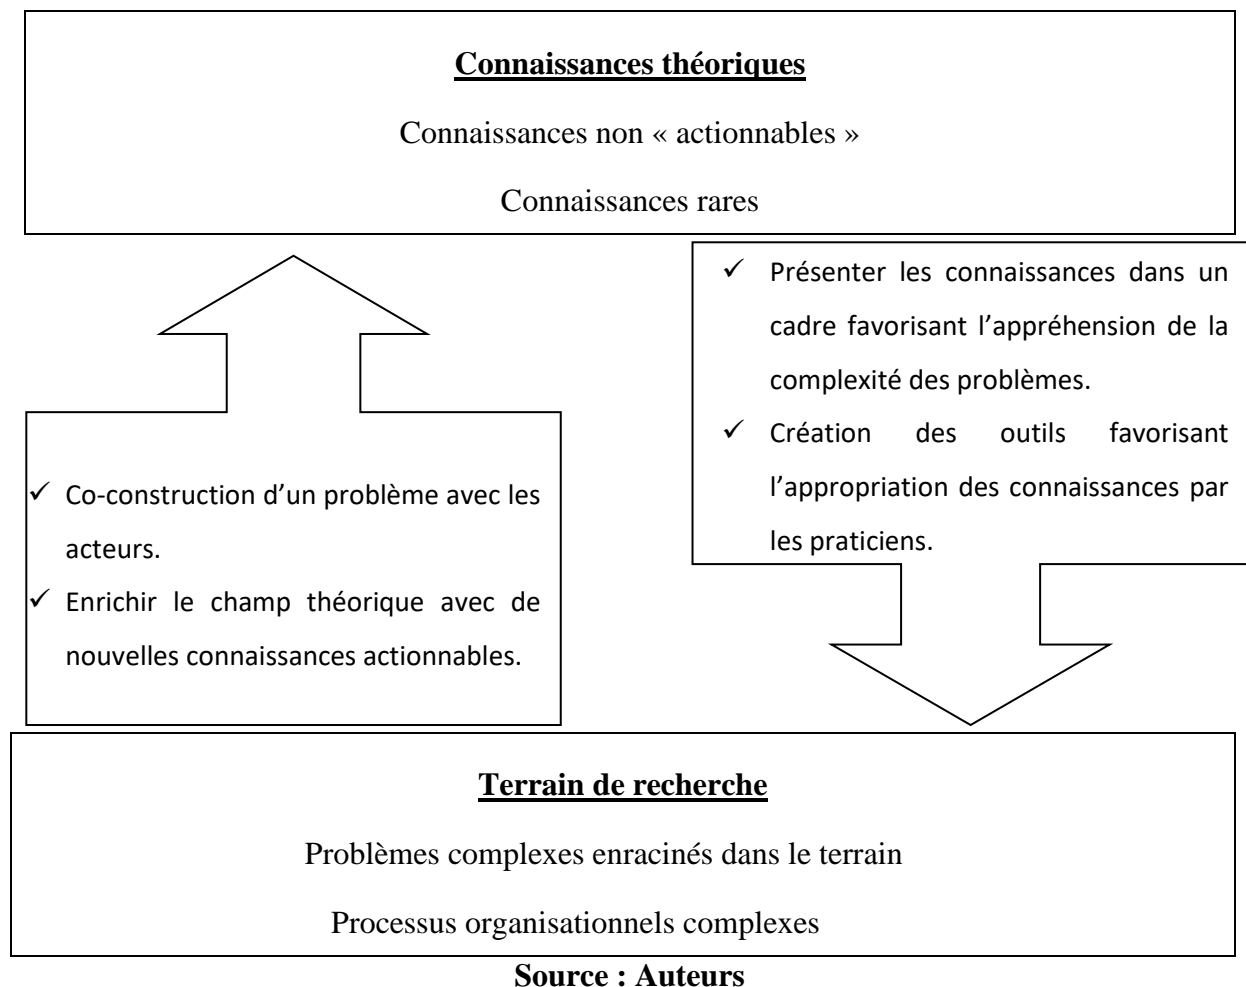 Connaissances théoriques
Connaissances non « actionnables »
Connaissances rares
✓ Présenter les connaissances dans un
cadre favorisant l’appréhension de la
complexité des problèmes.
✓ Création des outils favorisant
l’appropriation des connaissances par
les praticiens.
✓ Co-construction d’un problème avec les
acteurs.
✓ Enrichir le champ théorique avec de
nouvelles connaissances actionnables.
Terrain de recherche
Problèmes complexes enracinés dans le terrain
Processus organisationnels complexes
Source : Auteurs